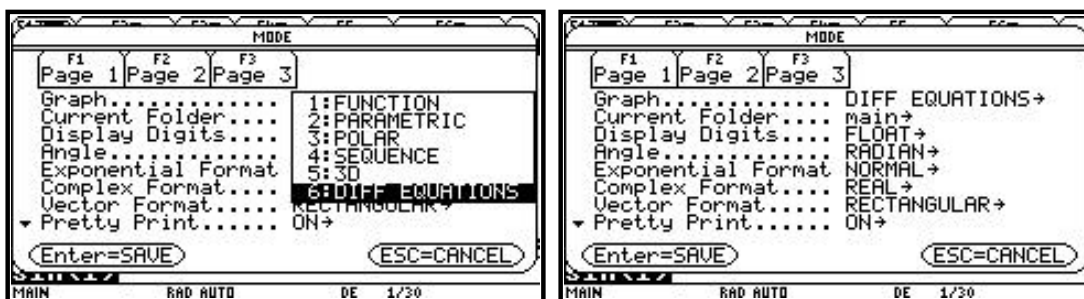 MODE
F1 F2 F3
Page 1 Page 2 Page 3
Graph.............
Current Folder....
Display Digits....
Angle.............
Exponential Format
Complex Format....
Vector Format..... RECTANGULAR→
Pretty Print...... ON→
1:FUNCTION
2:PARAMETRIC
3:POLAR
4:SEQUENCE
5:3D
6:DIFF EQUATIONS
Enter=SAVE ESC=CANCEL
MAIN RAD AUTO DE 1/30
MODE
F1 F2 F3
Page 1 Page 2 Page 3
Graph............. DIFF EQUATIONS→
Current Folder.... main→
Display Digits.... FLOAT→
Angle............. RADIAN→
Exponential Format NORMAL→
Complex Format.... REAL→
Vector Format..... RECTANGULAR→
Pretty Print...... ON→
Enter=SAVE ESC=CANCEL
MAIN RAD AUTO DE 1/30